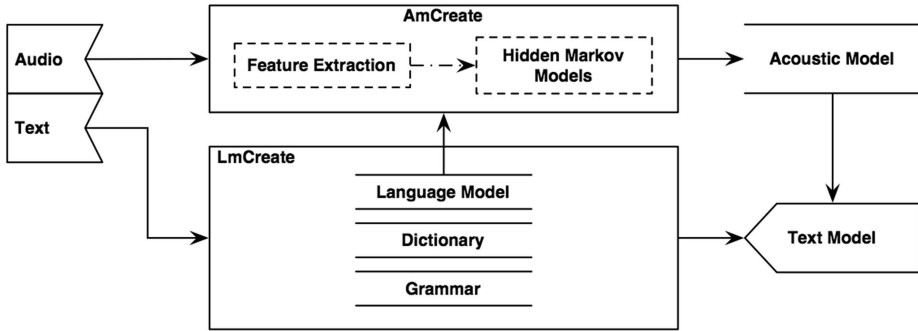 AmCreate
Audio
Feature Extraction
Hidden Markov
Models
Acoustic Model
Text
LmCreate
Language Model
Dictionary
Grammar
Text Model